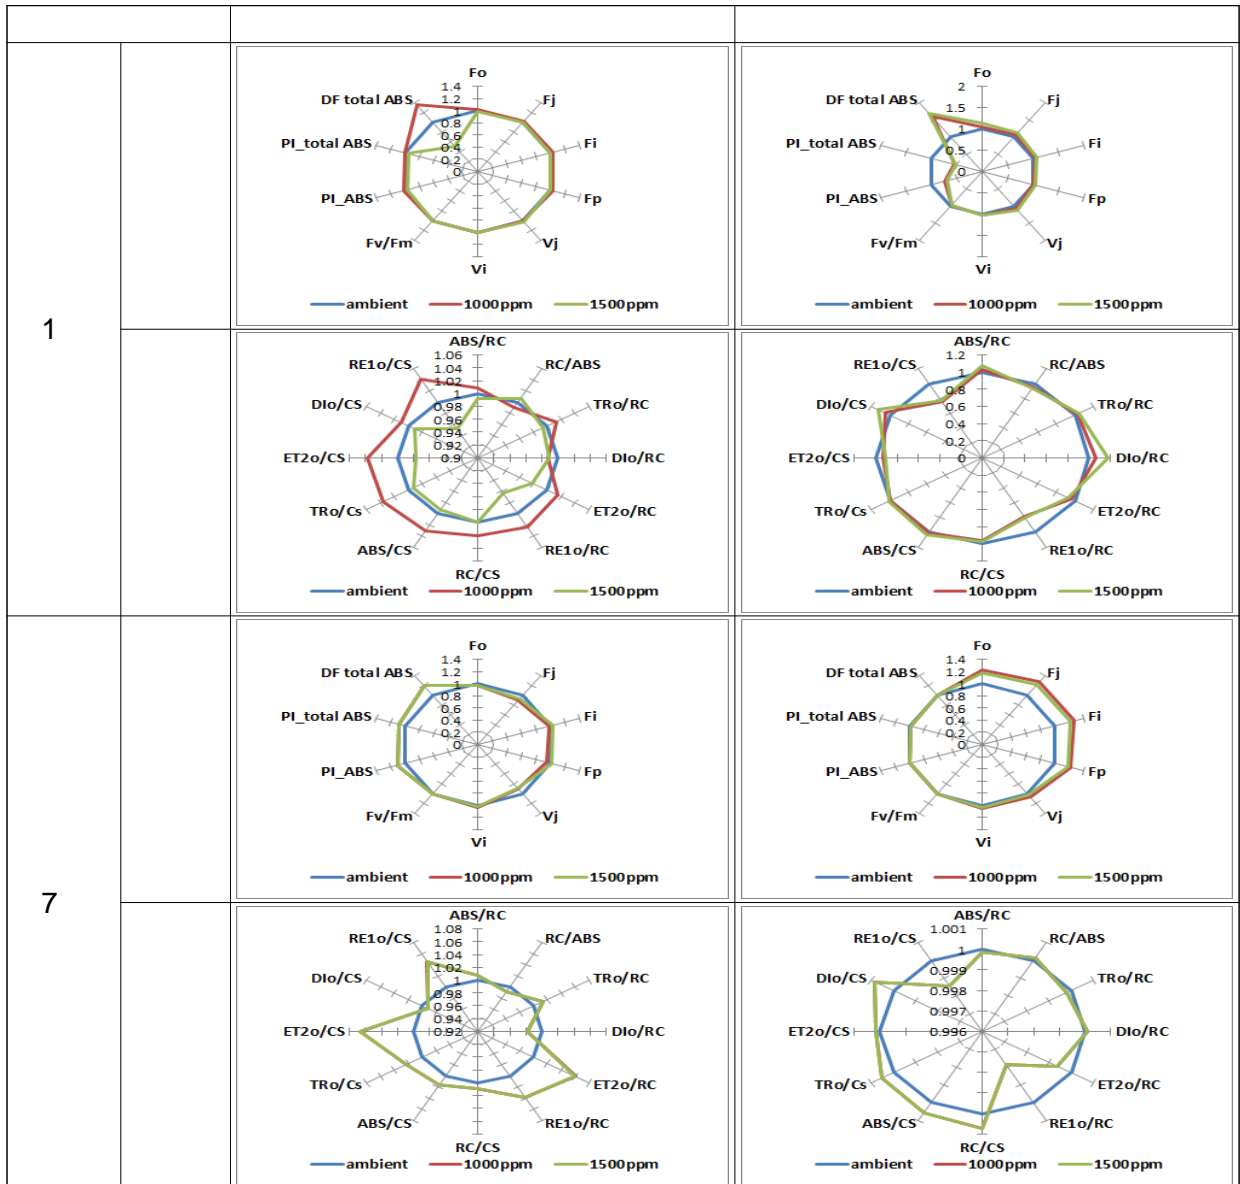 1
Fo
1.4
1.2
1
0.8
0.6
0.4
0.2
0
Fj
Fi
Fp
Vj
Vi
Fv/Fm
PI_ABS
PI_total ABS
DF total ABS
ambient 1000ppm 1500ppm
Fo
2
1.5
1
0.5
0
Fj
Fi
Fp
Vj
Vi
Fv/Fm
PI_ABS
PI_total ABS
DF total ABS
ambient 1000ppm 1500ppm
ABS/RC
1.06
1.04
1.02
1
0.98
0.96
0.94
0.92
0.9
RC/ABS
TRo/RC
DIo/RC
ET2o/RC
RE1o/RC
RC/CS
ABS/CS
TRo/Cs
ET2o/CS
DIo/CS
RE1o/CS
ambient 1000ppm 1500ppm
ABS/RC
1.2
1
0.8
0.6
0.4
0.2
0
RC/ABS
TRo/RC
DIo/RC
ET2o/RC
RE1o/RC
RC/CS
ABS/CS
TRo/Cs
ET2o/CS
DIo/CS
RE1o/CS
ambient 1000ppm 1500ppm
7
Fo
1.4
1.2
1
0.8
0.6
0.4
0.2
0
Fj
Fi
Fp
Vj
Vi
Fv/Fm
PI_ABS
PI_total ABS
DF total ABS
ambient 1000ppm 1500ppm
Fo
1.4
1.2
1
0.8
0.6
0.4
0.2
0
Fj
Fi
Fp
Vj
Vi
Fv/Fm
PI_ABS
PI_total ABS
DF total ABS
ambient 1000ppm 1500ppm
ABS/RC
1.08
1.06
1.04
1.02
1
0.98
0.96
0.94
0.92
RC/ABS
TRo/RC
DIo/RC
ET2o/RC
RE1o/RC
RC/CS
ABS/CS
TRo/Cs
ET2o/CS
DIo/CS
RE1o/CS
ambient 1000ppm 1500ppm
ABS/RC
1.001
1
0.999
0.998
0.997
0.996
RC/ABS
TRo/RC
DIo/RC
ET2o/RC
RE1o/RC
RC/CS
ABS/CS
TRo/Cs
ET2o/CS
DIo/CS
RE1o/CS
ambient 1000ppm 1500ppm